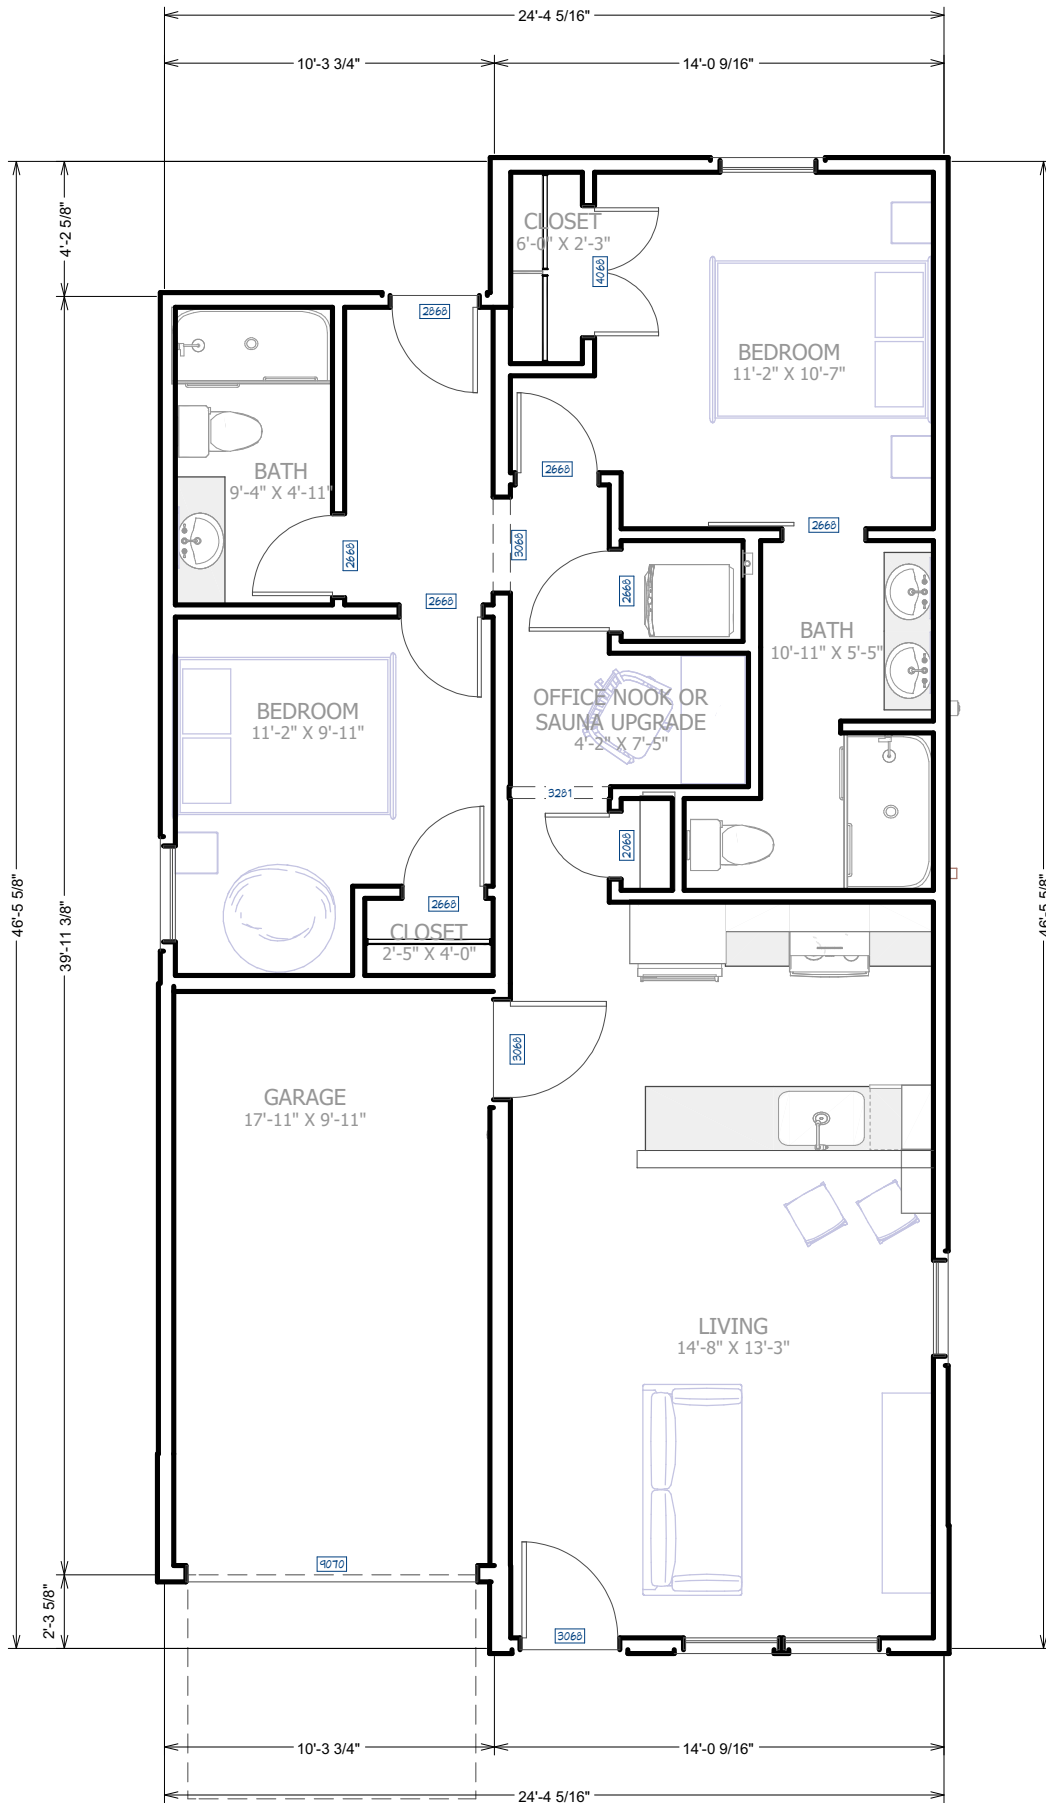 24'-4 5/16"
10'-3 3/4"
14'-0 9/16"
4'-2 5/8"
CLOSET
6'-0" X 2'-3"
4068
2868
BEDROOM
11'-2" X 10'-7"
BATH
9'-4" X 4'-11"
2668
2668
3068
2668
2668
2668
BATH
10'-11" X 5'-5"
BEDROOM
11'-2" X 9'-11"
OFFICE NOOK OR
SAUNA UPGRADE
4'-2" X 7'-5"
3281
2068
2668
CLOSET
2'-5" X 4'-0"
46'-5 5/8"
39'-11 3/8"
46'-5 5/8"
3068
GARAGE
17'-11" X 9'-11"
LIVING
14'-8" X 13'-3"
9070
2'-3 5/8"
3068
10'-3 3/4"
14'-0 9/16"
24'-4 5/16"